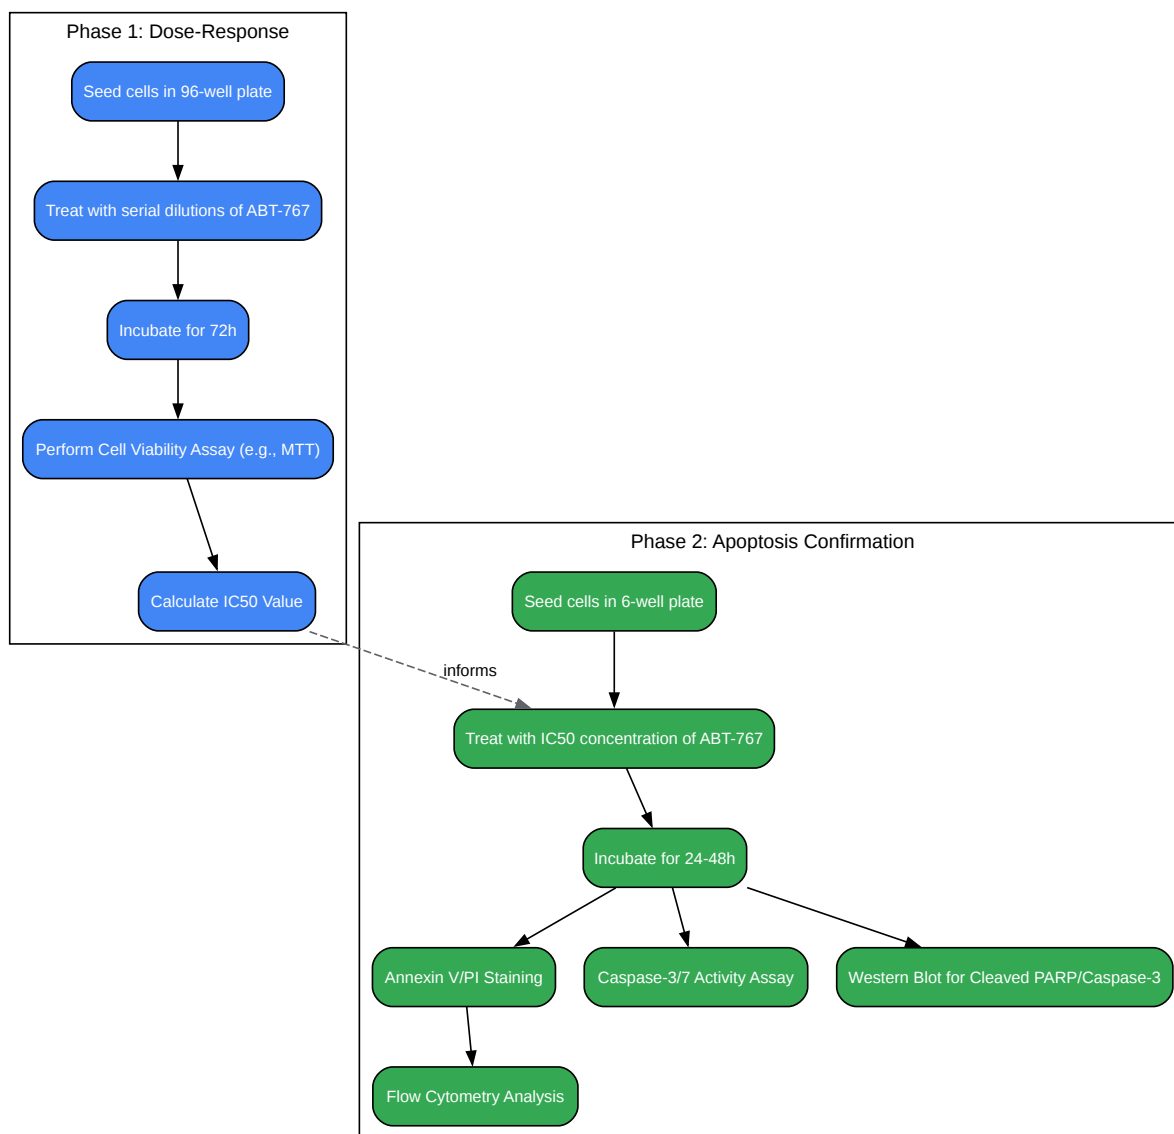 Phase 1: Dose-Response
Seed cells in 96-well plate
Treat with serial dilutions of ABT-767
Incubate for 72h
Perform Cell Viability Assay (e.g., MTT)
Calculate IC50 Value
informs
Phase 2: Apoptosis Confirmation
Seed cells in 6-well plate
Treat with IC50 concentration of ABT-767
Incubate for 24-48h
Annexin V/PI Staining
Caspase-3/7 Activity Assay
Western Blot for Cleaved PARP/Caspase-3
Flow Cytometry Analysis